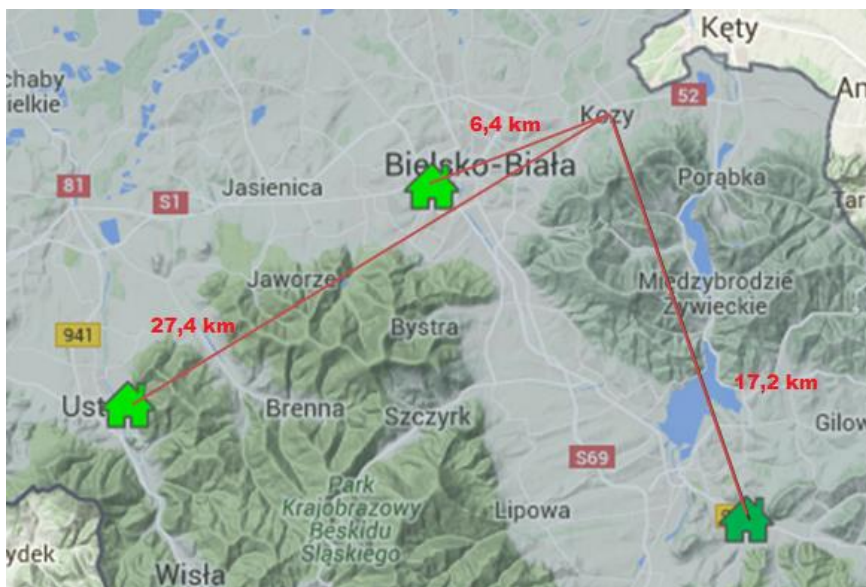 Kęty
chaby
ielkie
52
Kozy
6,4 km
An
Bielsko-Biała
81
Jasienica
S1
Porąbka
Tar
Jaworze
Międzybrodzie
Żywieckie
27,4 km
941
Bystra
17,2 km
Ust
Brenna
Szczyrk
Gilow
S69
Park
Krajobrazowy
Beskidu
Śląskiego
Lipowa
ydek
Wisła